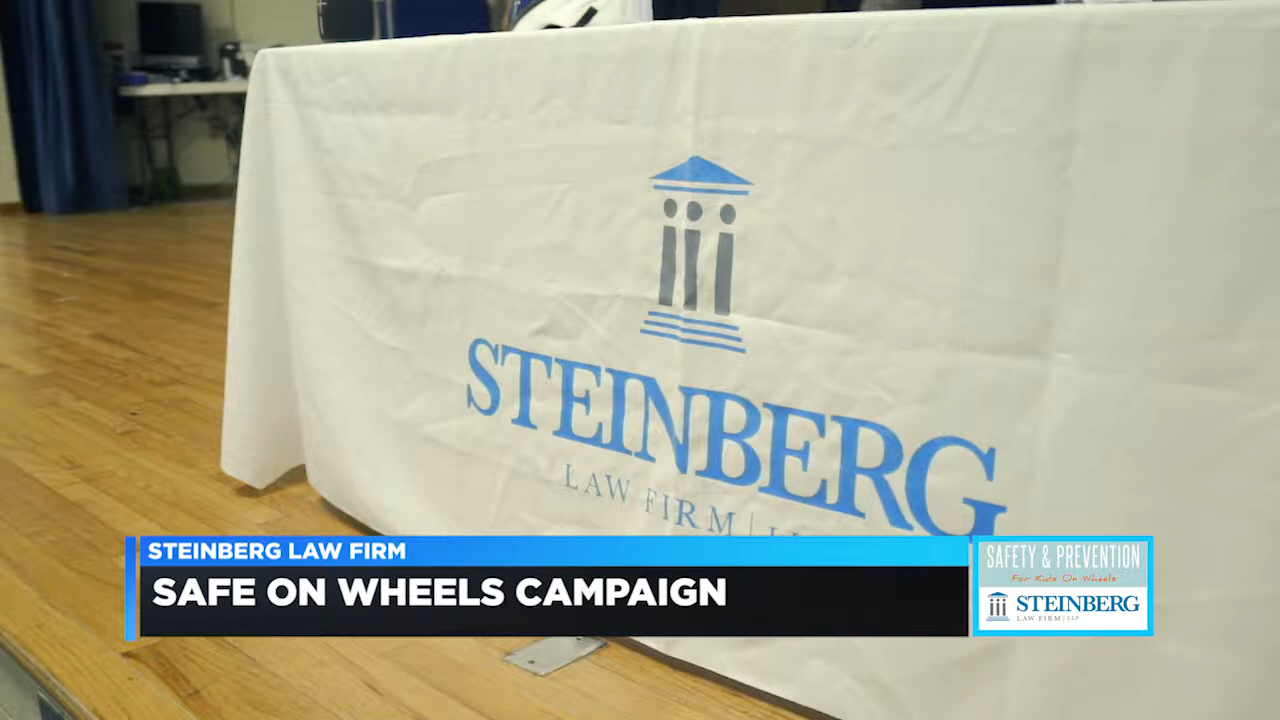 STEINBERG
LAW FIRM
STEINBERG LAW FIRM
SAFE ON WHEELS CAMPAIGN
SAFETY & PREVENTION
For Kids On Wheels
STEINBERG
LAW FIRM | LLP